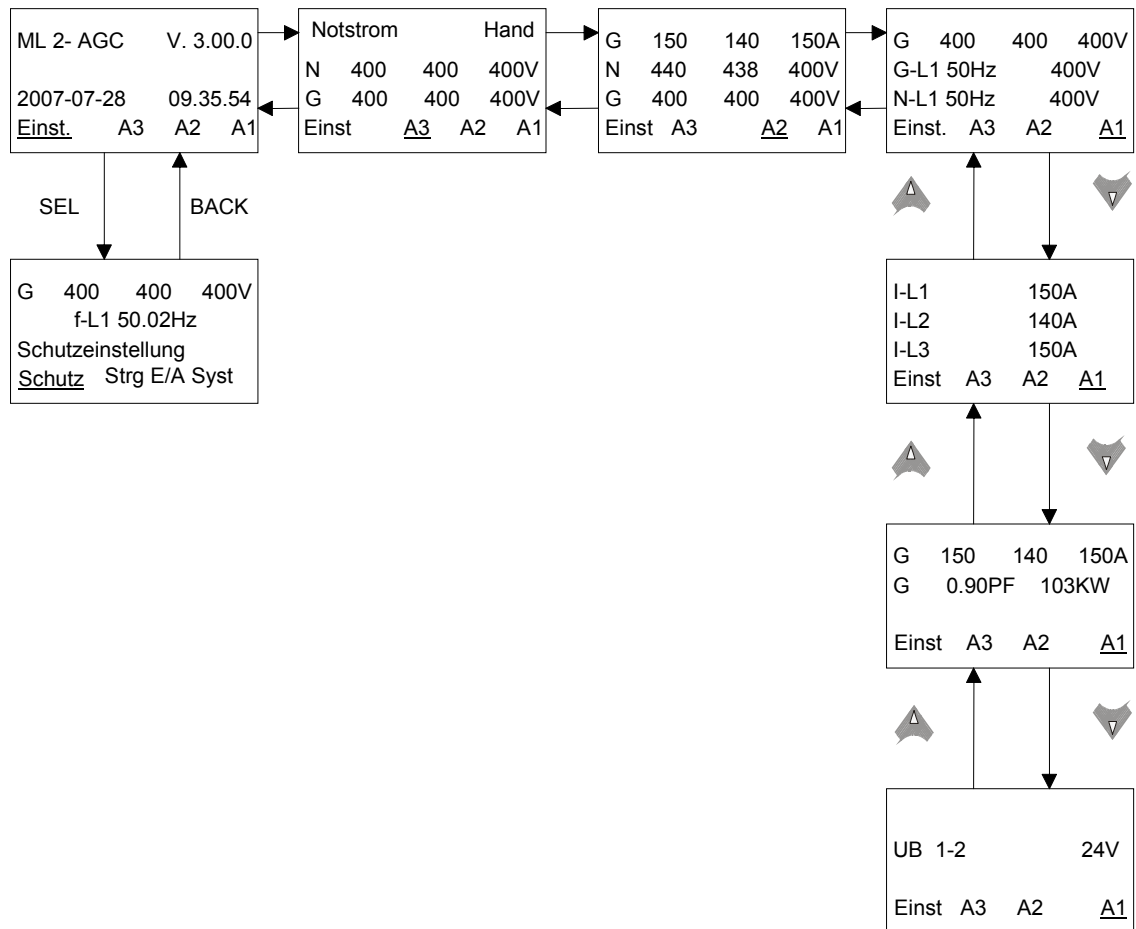 ML 2- AGC V. 3.00.0
2007-07-28 09.35.54
Einst. A3 A2 A1
Notstrom Hand
N 400 400 400V
G 400 400 400V
Einst A3 A2 A1
G 150 140 150A
N 440 438 400V
G 400 400 400V
Einst A3 A2 A1
G 400 400 400V
G-L1 50Hz 400V
N-L1 50Hz 400V
Einst. A3 A2 A1
SEL BACK
G 400 400 400V
f-L1 50.02Hz
Schutzeinstellung
Schutz Strg E/A Syst
I-L1 150A
I-L2 140A
I-L3 150A
Einst A3 A2 A1
G 150 140 150A
G 0.90PF 103KW
Einst A3 A2 A1
UB 1-2 24V
Einst A3 A2 A1